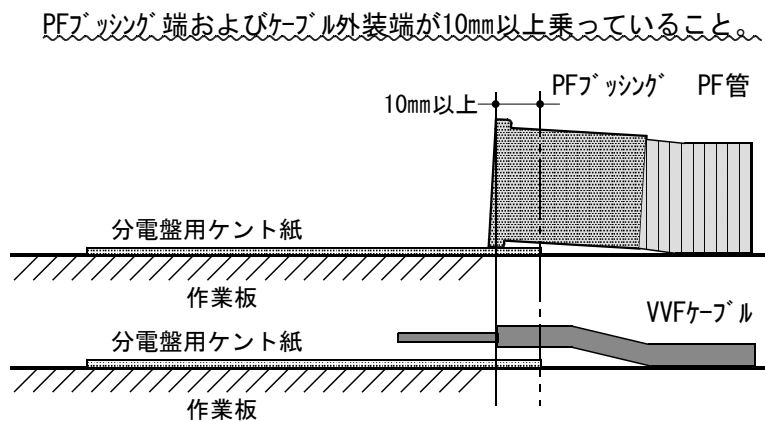 PFﾌﾞｯｼﾝｸﾞ端およびｹｰﾌﾞﾙ外装端が10mm以上乗っていること。
10mm以上
PFﾌﾞｯｼﾝｸﾞ
PF管
分電盤用ケント紙
作業板
VVFｹｰﾌﾞﾙ
分電盤用ケント紙
作業板